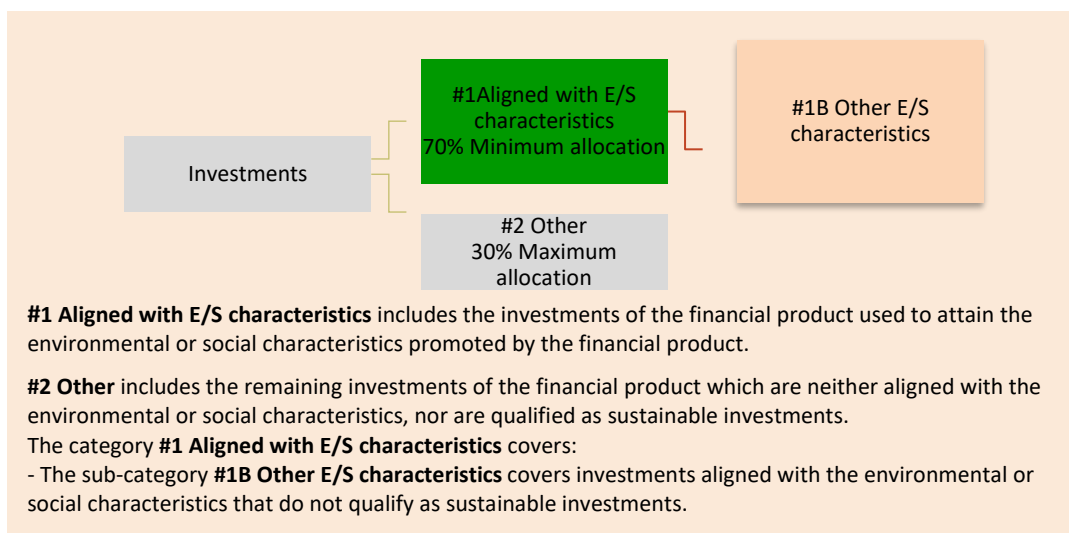 #1Aligned with E/S
characteristics
70% Minimum allocation
#1B Other E/S
characteristics
Investments
#2 Other
30% Maximum
allocation
#1 Aligned with E/S characteristics includes the investments of the financial product used to attain the
environmental or social characteristics promoted by the financial product.
#2 Other includes the remaining investments of the financial product which are neither aligned with the
environmental or social characteristics, nor are qualified as sustainable investments.
The category #1 Aligned with E/S characteristics covers:
- The sub-category #1B Other E/S characteristics covers investments aligned with the environmental or
social characteristics that do not qualify as sustainable investments.